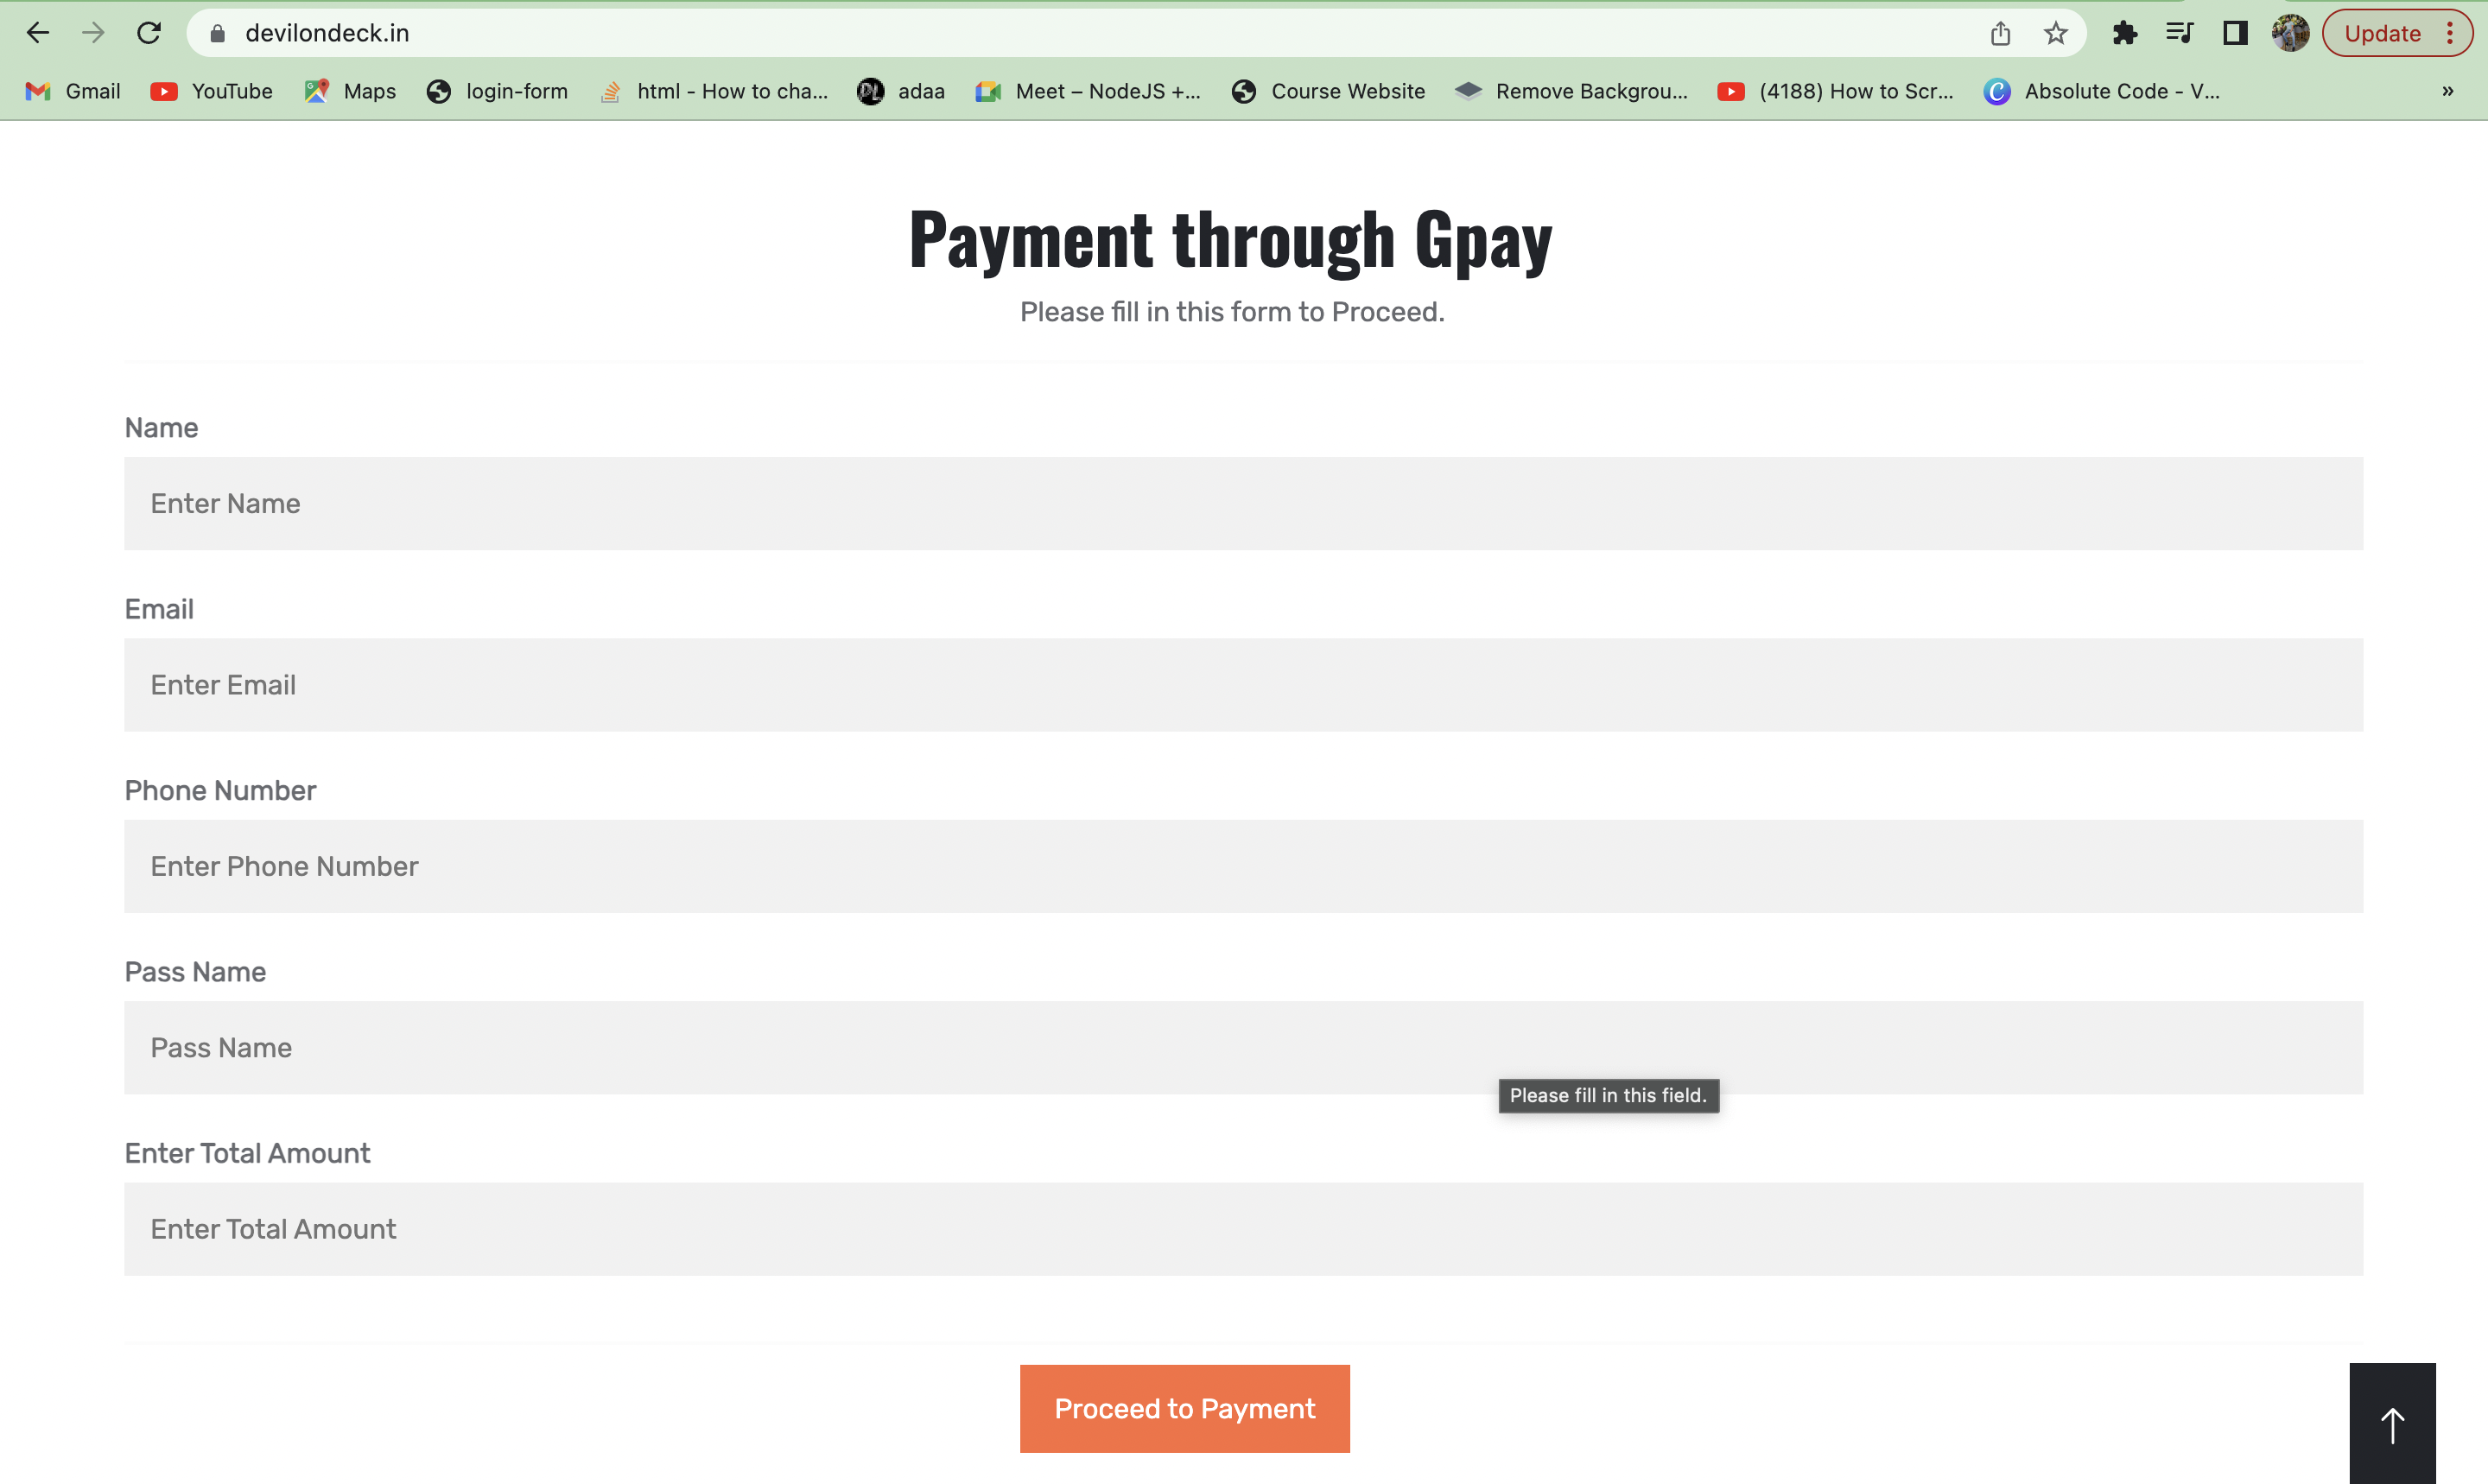 devilondeck.in
Update
Gmail YouTube Maps login-form html - How to cha... adaa Meet – NodeJS +... Course Website Remove Backgrou... (4188) How to Scr... Absolute Code - V... »
Payment through Gpay
Please fill in this form to Proceed.
Name
Enter Name
Email
Enter Email
Phone Number
Enter Phone Number
Pass Name
Pass Name
Please fill in this field.
Enter Total Amount
Enter Total Amount
Proceed to Payment